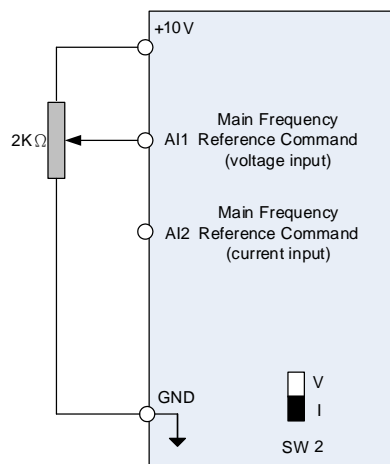 +10V
2KΩ
Main Frequency
AI1 Reference Command
(voltage input)
Main Frequency
AI2 Reference Command
(current input)
GND
V
I
SW 2